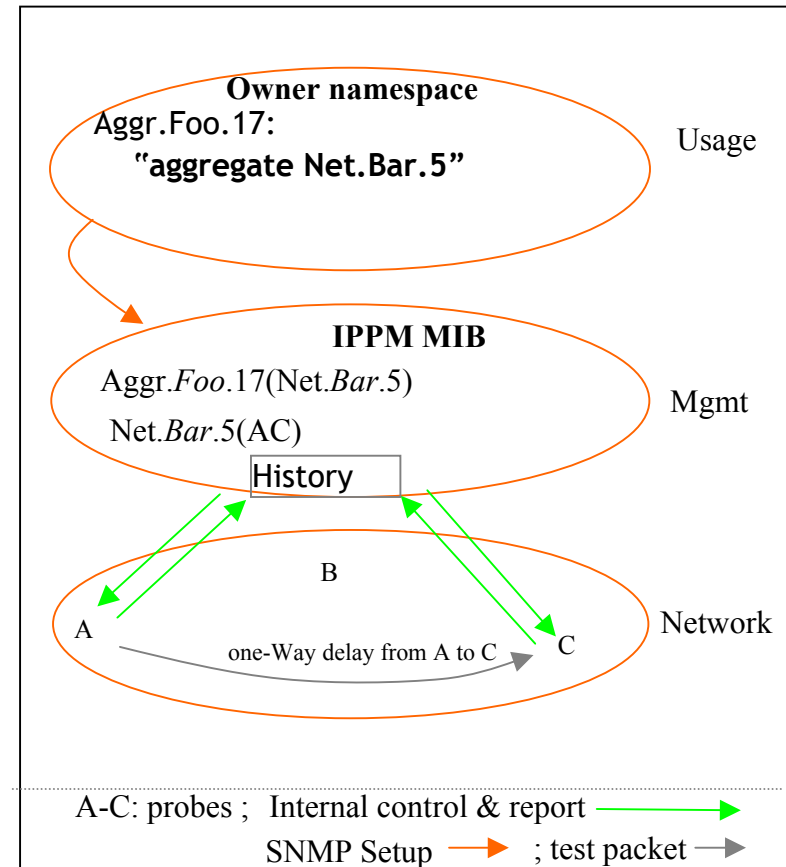 Owner namespace
Aggr.Foo.17:
“aggregate Net.Bar.5”
Usage
IPPM MIB
Aggr.Foo.17(Net.Bar.5)
Net.Bar.5(AC)
Mgmt
History
B
A
C
one-Way delay from A to C
Network
A-C: probes ; Internal control & report
SNMP Setup ; test packet